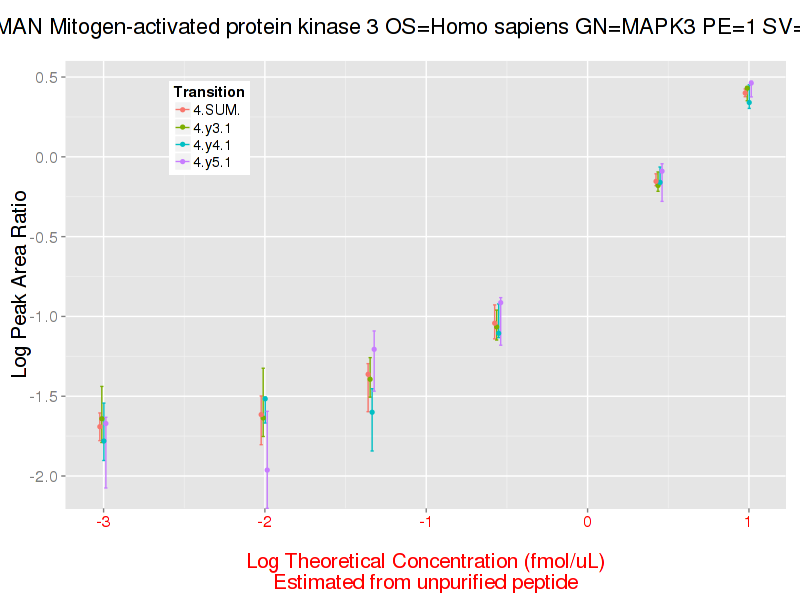 MAN Mitogen-activated protein kinase 3 OS=Homo sapiens GN=MAPK3 PE=1 SV=
0.5
0.0
-0.5
-1.0
-1.5
-2.0
Log Peak Area Ratio
Transition
4.SUM.
4.y3.1
4.y4.1
4.y5.1
-3 -2 -1 0 1
Log Theoretical Concentration (fmol/uL)
Estimated from unpurified peptide